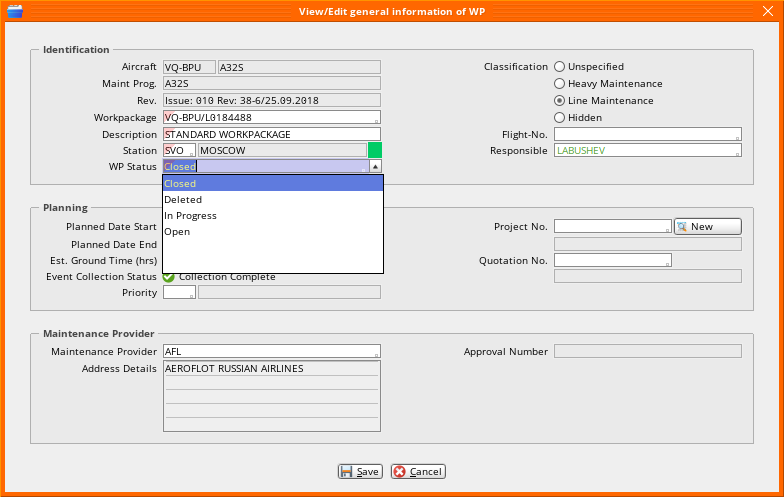 View/Edit general information of WP
Identification
Aircraft VQ-BPU A32S
Maint Prog. A32S
Rev. Issue: 010 Rev: 38-6/25.09.2018
Workpackage VQ-BPU/L0184488
Description STANDARD WORKPACKAGE
Station SVO MOSCOW
WP Status Closed
Closed
Deleted
In Progress
Open
Classification Unspecified
Heavy Maintenance
Line Maintenance
Hidden
Flight-No.
Responsible LABUSHEV
Planning
Planned Date Start
Planned Date End
Est. Ground Time (hrs)
Event Collection Status Collection Complete
Priority
Project No. New
Quotation No.
Maintenance Provider
Maintenance Provider AFL
Address Details AEROFLOT RUSSIAN AIRLINES
Approval Number
Save Cancel